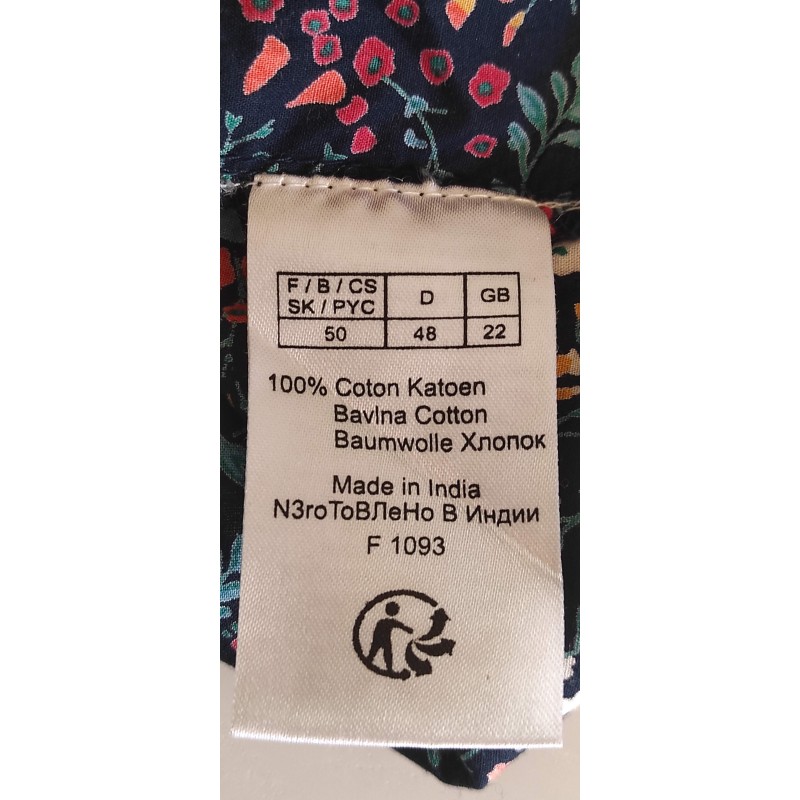 F / B / CS D GB
SK / PYC
50 48 22
100% Coton Katoen
Bavlna Cotton
Baumwolle Хлопок
Made in India
N3roToBЛeHo B Индии
F 1093